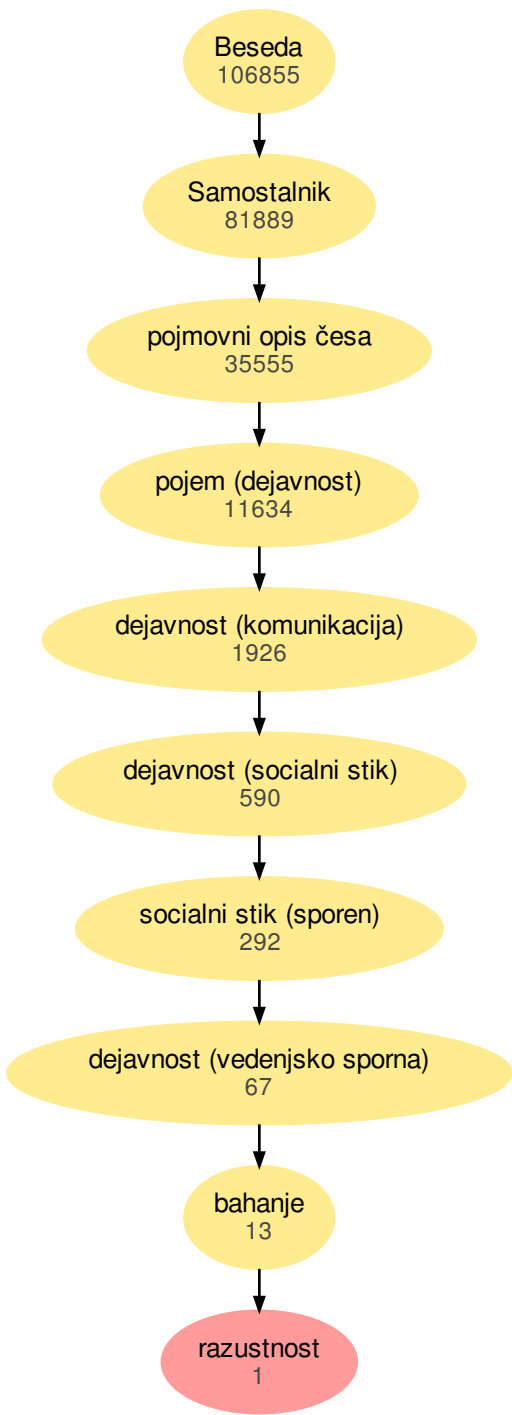 Beseda
106855
Samostalnik
81889
pojmovni opis česa
35555
pojem (dejavnost)
11634
dejavnost (komunikacija)
1926
dejavnost (socialni stik)
590
socialni stik (sporen)
292
dejavnost (vedenjsko sporna)
67
bahanje
13
razustnost
1